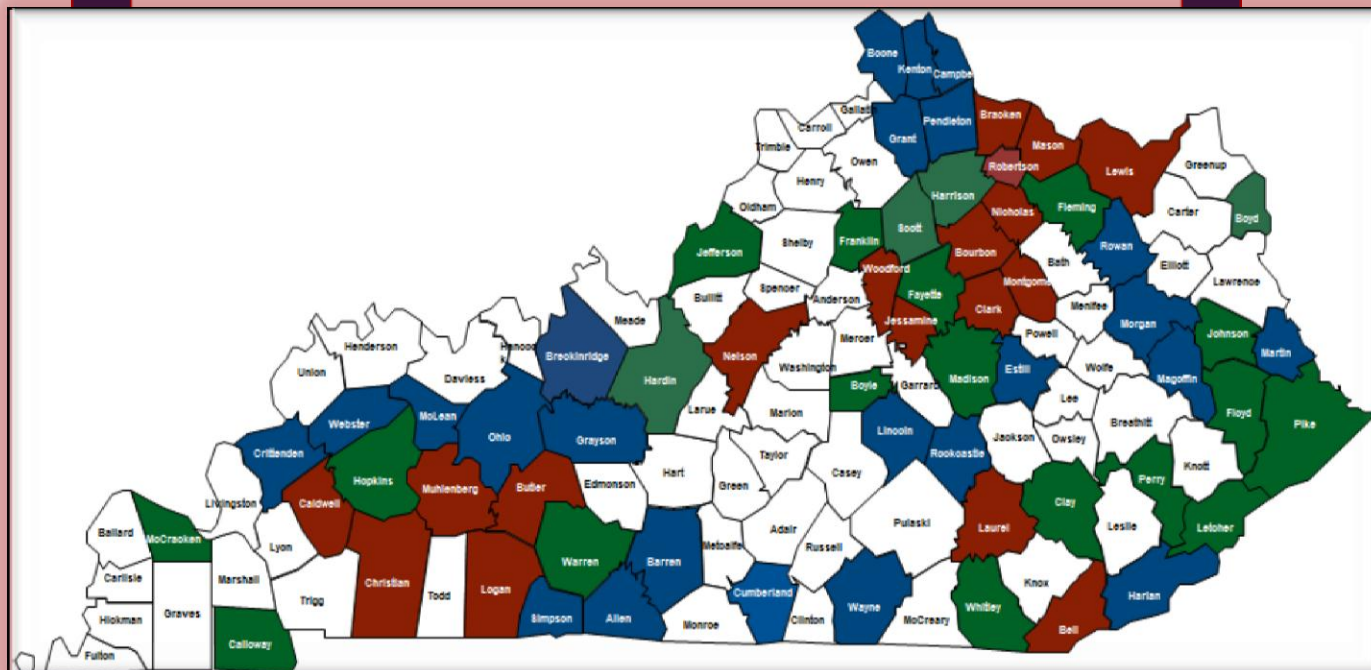 Boone
Kenton
Campbe
Gallatin
Carroll
Trimble
Grant
Pendleton
Bracken
Mason
Robertson
Lewis
Greenup
Owen
Henry
Oldham
Harrison
Nicholas
Fleming
Carter
Boyd
Shelby
Franklin
Scott
Bourbon
Rowan
Elliott
Lawrence
Jefferson
Woodford
Bath
Montgome
Menifee
Spencer
Anderson
Fayette
Clark
Bullitt
Jessamine
Powell
Morgan
Johnson
Martin
Meade
Mercer
Nelson
Washington
Wolfe
Magoffin
Henderson
Hancoc
k
Breckinridge
Union
Daviess
Hardin
Boyle
Garrard
Madison
Estill
Lee
Larue
Marion
Floyd
Pike
Webster
McLean
Ohio
Grayson
Lincoln
Rockcastle
Jackson
Owsley
Breathitt
Crittenden
Taylor
Casey
Knott
Hopkins
Muhlenberg
Butler
Edmonson
Hart
Green
Perry
Livingston
Caldwell
Clay
Ballard
McCracken
Lyon
Adair
Pulaski
Laurel
Leslie
Letcher
Warren
Barren
Metcalfe
Russell
Carlisle
Marshall
Christian
Todd
Logan
Cumberland
Wayne
Knox
Harlan
Hickman
Graves
Trigg
Simpson
Allen
Monroe
Clinton
McCreary
Whitley
Bell
Calloway
Fulton